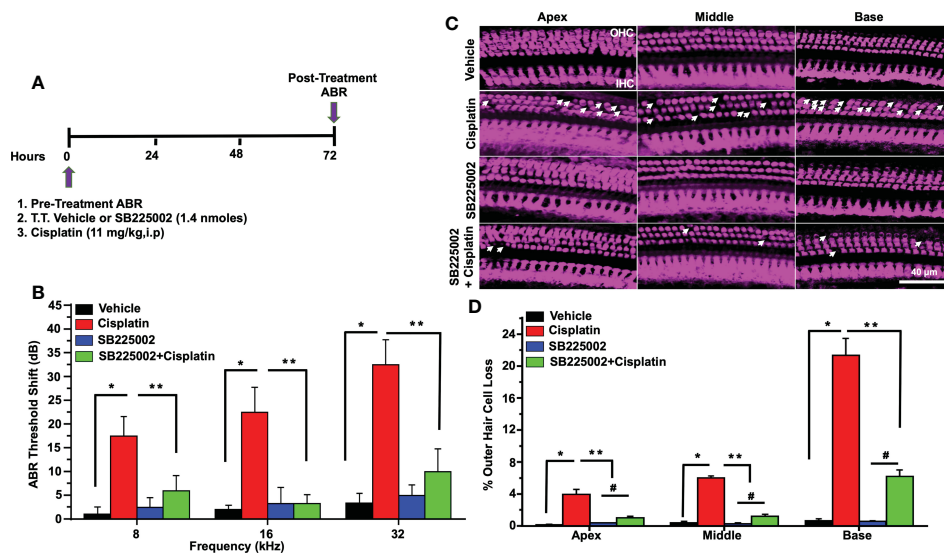 A
Post-Treatment
ABR
Hours
0
24
48
72
1. Pre-Treatment ABR
2. T.T. Vehicle or SB225002 (1.4 nmoles)
3. Cisplatin (11 mg/kg,i.p)
B
Vehicle
Cisplatin
SB225002
SB225002+Cisplatin
ABR Threshold Shift (dB)
45
40
35
30
25
20
15
10
5
0
*
**
*
**
*
**
8
16
32
Frequency (kHz)
C
Apex
Middle
Base
Vehicle
OHC
IHC
Cisplatin
SB225002
SB225002
+ Cisplatin
40 µm
D
Vehicle
Cisplatin
SB225002
SB225002+Cisplatin
% Outer Hair Cell Loss
24
20
16
12
8
4
0
*
**
#
*
**
#
*
**
#
Apex
Middle
Base